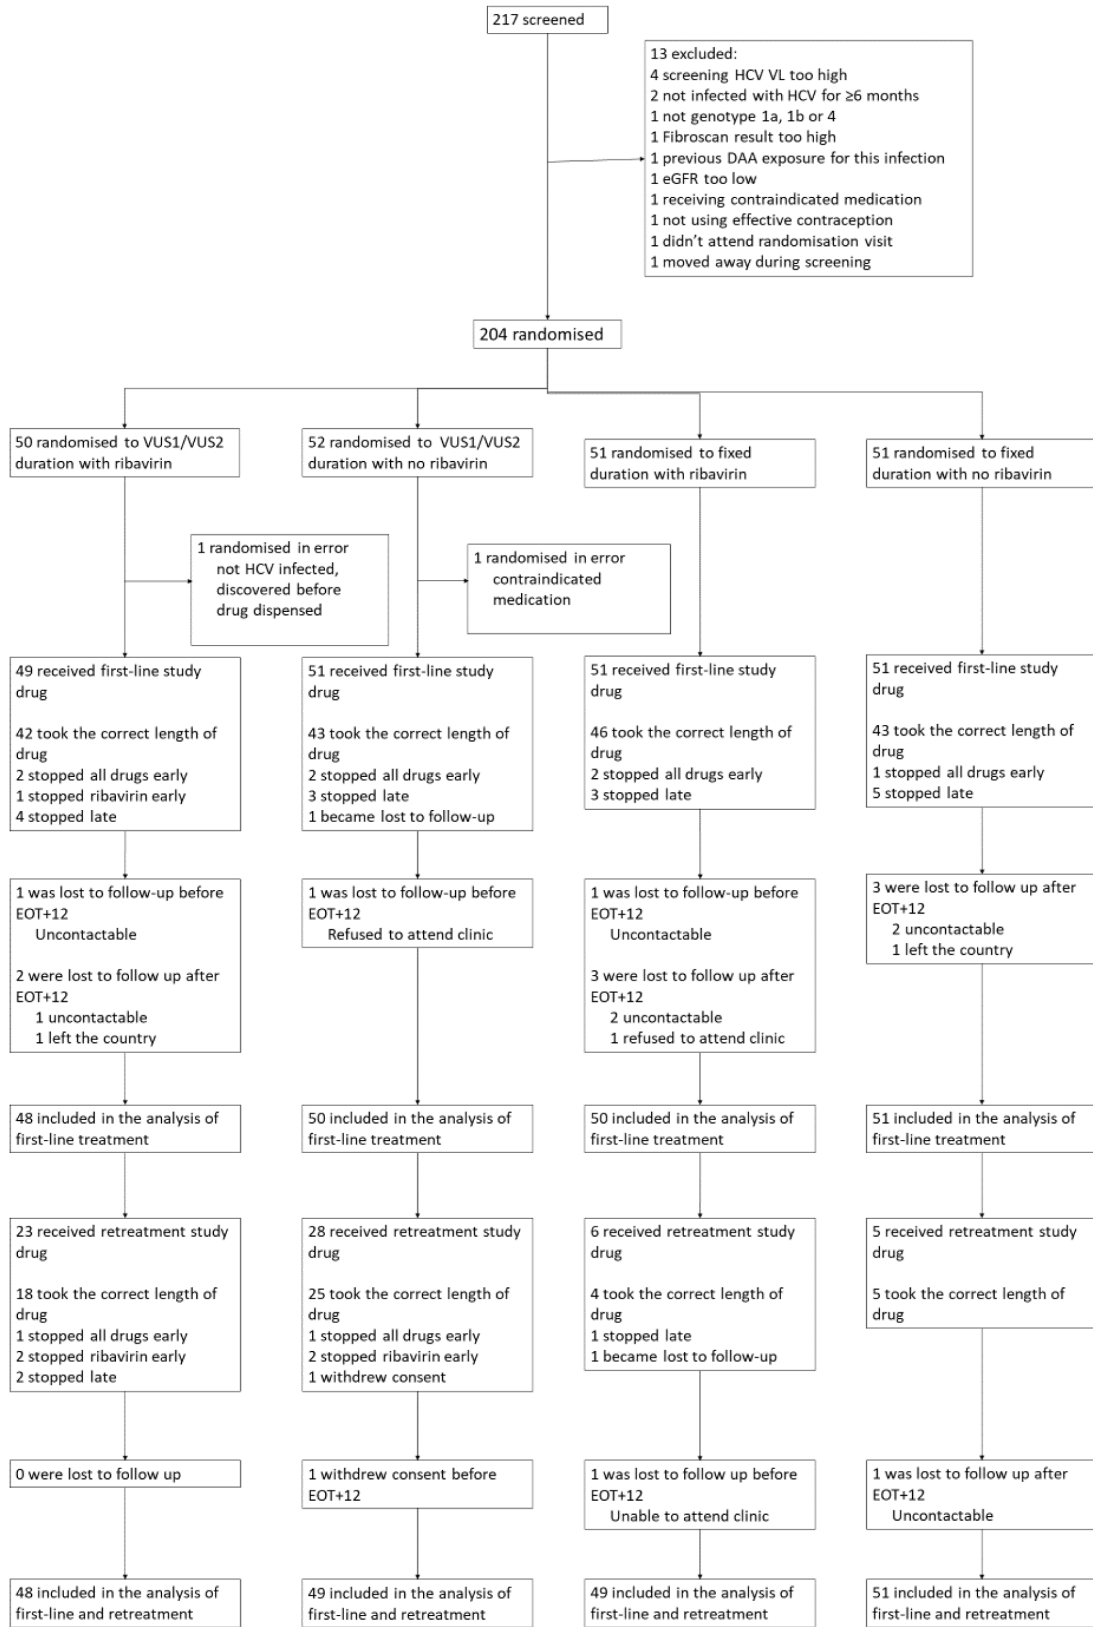 217 screened
13 excluded:
4 screening HCV VL too high
2 not infected with HCV for ≥6 months
1 not genotype 1a, 1b or 4
1 Fibroscan result too high
1 previous DAA exposure for this infection
1 eGFR too low
1 receiving contraindicated medication
1 not using effective contraception
1 didn't attend randomisation visit
1 moved away during screening
204 randomised
50 randomised to VUS1/VUS2
duration with ribavirin
52 randomised to VUS1/VUS2
duration with no ribavirin
51 randomised to fixed
duration with ribavirin
51 randomised to fixed
duration with no ribavirin
1 randomised in error
not HCV infected,
discovered before
drug dispensed
1 randomised in error
contraindicated
medication
49 received first-line study
drug
42 took the correct length of
drug
2 stopped all drugs early
1 stopped ribavirin early
4 stopped late
51 received first-line study
drug
43 took the correct length of
drug
2 stopped all drugs early
3 stopped late
1 became lost to follow-up
51 received first-line study
drug
46 took the correct length of
drug
2 stopped all drugs early
3 stopped late
51 received first-line study
drug
43 took the correct length of
drug
1 stopped all drugs early
5 stopped late
1 was lost to follow-up before
EOT+12
Uncontactable
2 were lost to follow up after
EOT+12
1 uncontactable
1 left the country
1 was lost to follow-up before
EOT+12
Refused to attend clinic
1 was lost to follow-up before
EOT+12
Uncontactable
3 were lost to follow up after
EOT+12
2 uncontactable
1 refused to attend clinic
3 were lost to follow up after
EOT+12
2 uncontactable
1 left the country
48 included in the analysis of
first-line treatment
50 included in the analysis of
first-line treatment
50 included in the analysis of
first-line treatment
51 included in the analysis of
first-line treatment
23 received retreatment study
drug
18 took the correct length of
drug
1 stopped all drugs early
2 stopped ribavirin early
2 stopped late
28 received retreatment study
drug
25 took the correct length of
drug
1 stopped all drugs early
2 stopped ribavirin early
1 withdrew consent
6 received retreatment study
drug
4 took the correct length of
drug
1 stopped late
1 became lost to follow-up
5 received retreatment study
drug
5 took the correct length of
drug
0 were lost to follow up
1 withdrew consent before
EOT+12
1 was lost to follow up before
EOT+12
Unable to attend clinic
1 was lost to follow up after
EOT+12
Uncontactable
48 included in the analysis of
first-line and retreatment
49 included in the analysis of
first-line and retreatment
49 included in the analysis of
first-line and retreatment
51 included in the analysis of
first-line and retreatment